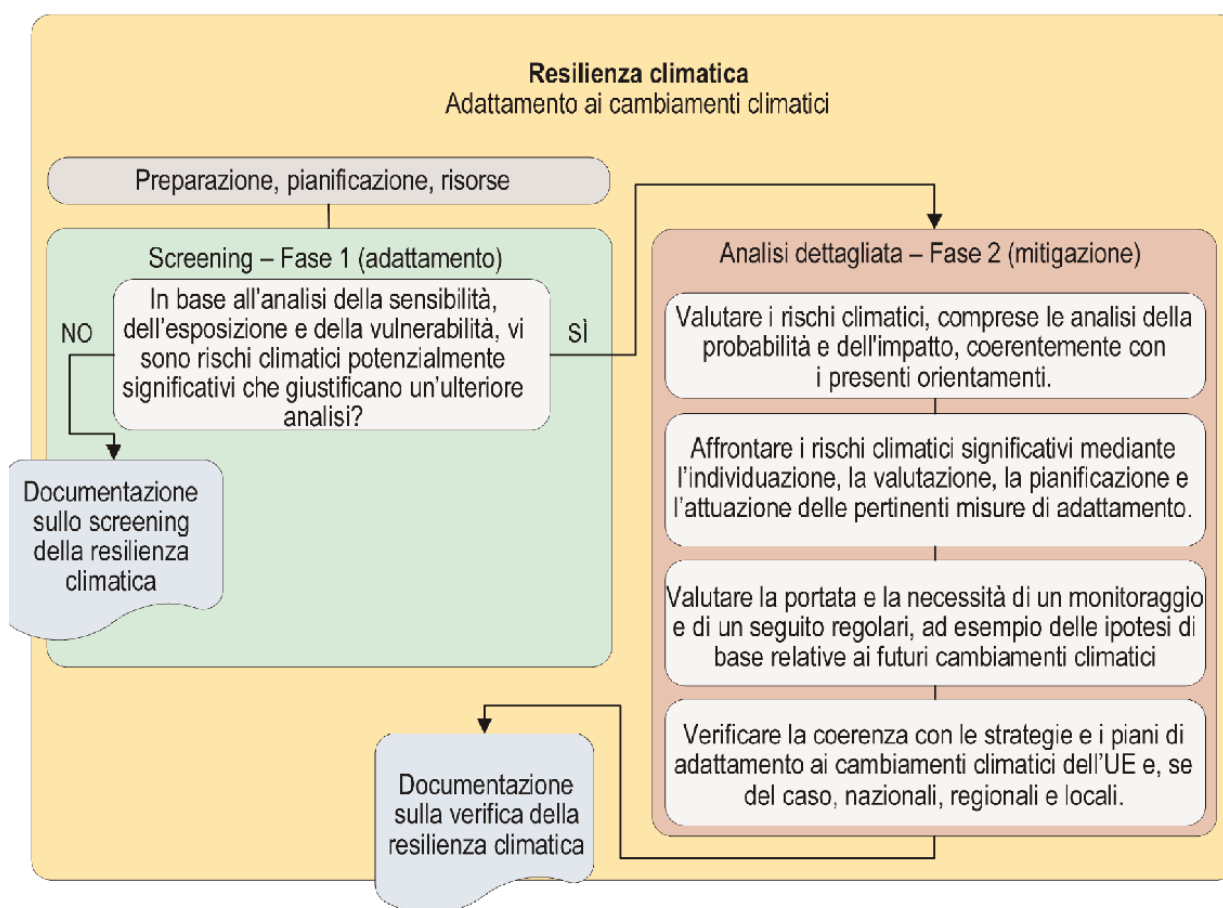 Resilienza climatica
Adattamento ai cambiamenti climatici
Preparazione, pianificazione, risorse
Screening – Fase 1 (adattamento)
In base all'analisi della sensibilità,
dell'esposizione e della vulnerabilità, vi
sono rischi climatici potenzialmente
significativi che giustificano un'ulteriore
analisi?
NO
SÌ
Documentazione
sullo screening
della resilienza
climatica
Analisi dettagliata – Fase 2 (mitigazione)
Valutare i rischi climatici, comprese le analisi della
probabilità e dell'impatto, coerentemente con
i presenti orientamenti.
Affrontare i rischi climatici significativi mediante
l'individuazione, la valutazione, la pianificazione e
l'attuazione delle pertinenti misure di adattamento.
Valutare la portata e la necessità di un monitoraggio
e di un seguito regolari, ad esempio delle ipotesi di
base relative ai futuri cambiamenti climatici
Verificare la coerenza con le strategie e i piani di
adattamento ai cambiamenti climatici dell'UE e, se
del caso, nazionali, regionali e locali.
Documentazione
sulla verifica della
resilienza climatica